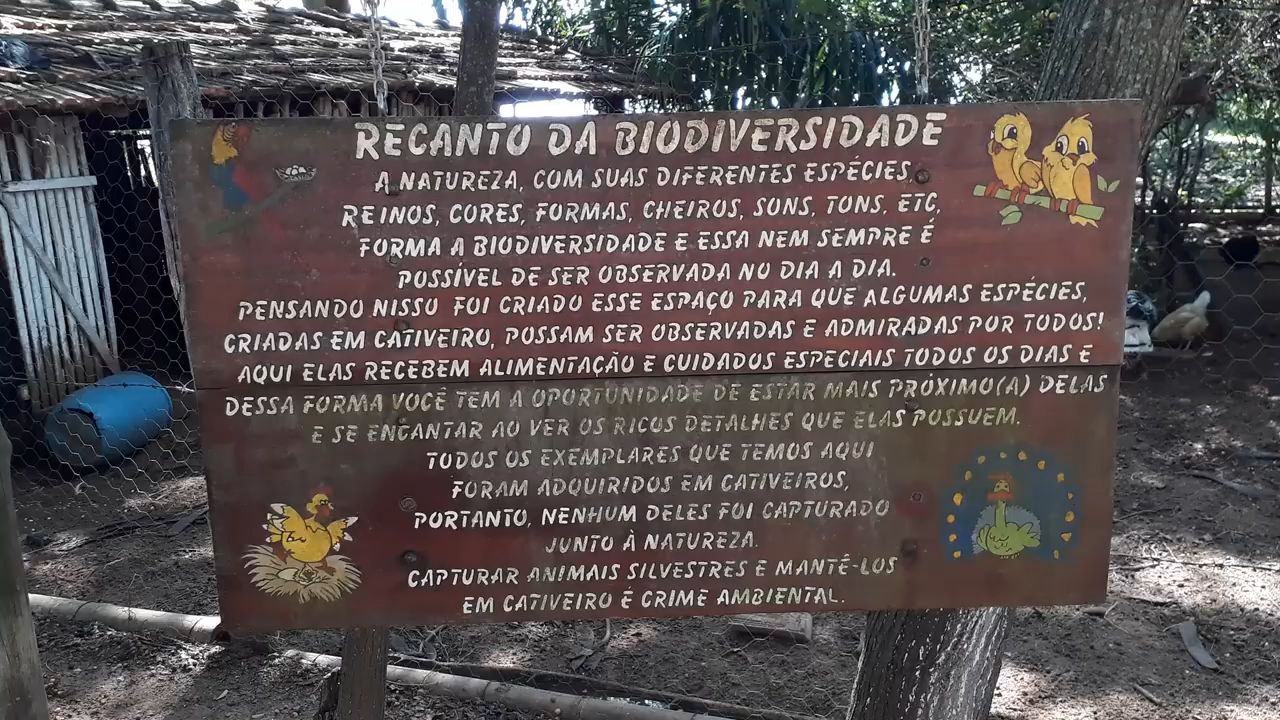 RECANTO DA BIODIVERSIDADE
A NATUREZA, COM SUAS DIFERENTES ESPÉCIES,
REINOS, CORES, FORMAS, CHEIROS, SONS, TONS, ETC,
FORMA A BIODIVERSIDADE E ESSA NEM SEMPRE É
POSSÍVEL DE SER OBSERVADA NO DIA A DIA.
PENSANDO NISSO FOI CRIADO ESSE ESPAÇO PARA QUE ALGUMAS ESPÉCIES,
CRIADAS EM CATIVEIRO, POSSAM SER OBSERVADAS E ADMIRADAS POR TODOS!
AQUI ELAS RECEBEM ALIMENTAÇÃO E CUIDADOS ESPECIAIS TODOS OS DIAS E
DESSA FORMA VOCÊ TEM A OPORTUNIDADE DE ESTAR MAIS PRÓXIMO(A) DELAS
E SE ENCANTAR AO VER OS RICOS DETALHES QUE ELAS POSSUEM.
TODOS OS EXEMPLARES QUE TEMOS AQUI
FORAM ADQUIRIDOS EM CATIVEIROS,
PORTANTO, NENHUM DELES FOI CAPTURADO
JUNTO À NATUREZA.
CAPTURAR ANIMAIS SILVESTRES E MANTÊ-LOS
EM CATIVEIRO É CRIME AMBIENTAL.